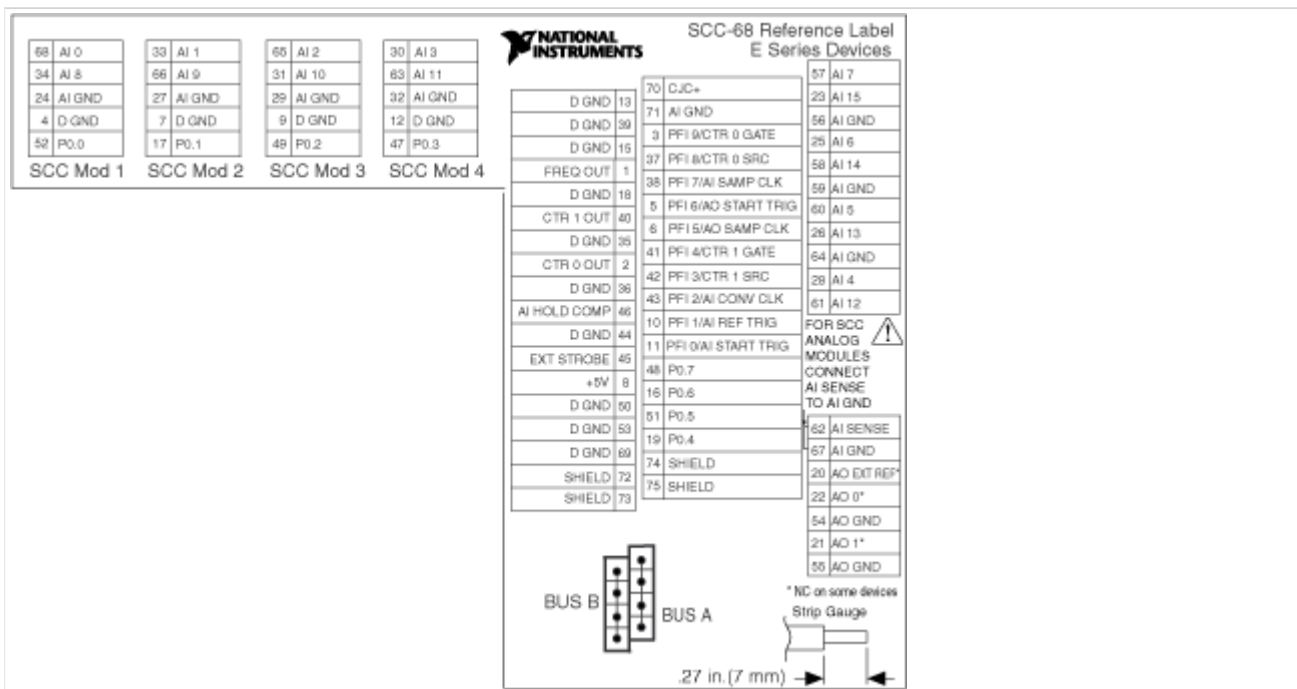 NATIONAL INSTRUMENTS
SCC-68 Reference Label
E Series Devices
68 AI 0
34 AI 8
24 AI GND
4 D GND
52 P0.0
SCC Mod 1
33 AI 1
66 AI 9
27 AI GND
7 D GND
17 P0.1
SCC Mod 2
65 AI 2
31 AI 10
29 AI GND
9 D GND
49 P0.2
SCC Mod 3
30 AI 3
63 AI 11
32 AI GND
12 D GND
47 P0.3
SCC Mod 4
D GND 13
D GND 39
D GND 15
FREQ OUT 1
D GND 18
CTR 1 OUT 40
D GND 35
CTR 0 OUT 2
D GND 36
AI HOLD COMP 46
D GND 44
EXT STROBE 45
+5V 8
D GND 50
D GND 53
D GND 69
SHIELD 72
SHIELD 73
70 CJC+
71 AI GND
3 PFI 9/CTR 0 GATE
37 PFI 8/CTR 0 SRC
38 PFI 7/AI SAMP CLK
5 PFI 6/AO START TRIG
6 PFI 5/AO SAMP CLK
41 PFI 4/CTR 1 GATE
42 PFI 3/CTR 1 SRC
43 PFI 2/AI CONV CLK
10 PFI 1/AI REF TRIG
11 PFI 0/AI START TRIG
48 P0.7
16 P0.6
51 P0.5
19 P0.4
74 SHIELD
75 SHIELD
57 AI 7
23 AI 15
56 AI GND
25 AI 6
58 AI 14
59 AI GND
60 AI 5
26 AI 13
64 AI GND
28 AI 4
61 AI 12
FOR SCC
ANALOG
MODULES
CONNECT
AI SENSE
TO AI GND
62 AI SENSE
67 AI GND
20 AO EXT REF*
22 AO 0*
54 AO GND
21 AO 1*
55 AO GND
* NC on some devices
BUS B
BUS A
Strip Gauge
.27 in.(7 mm)